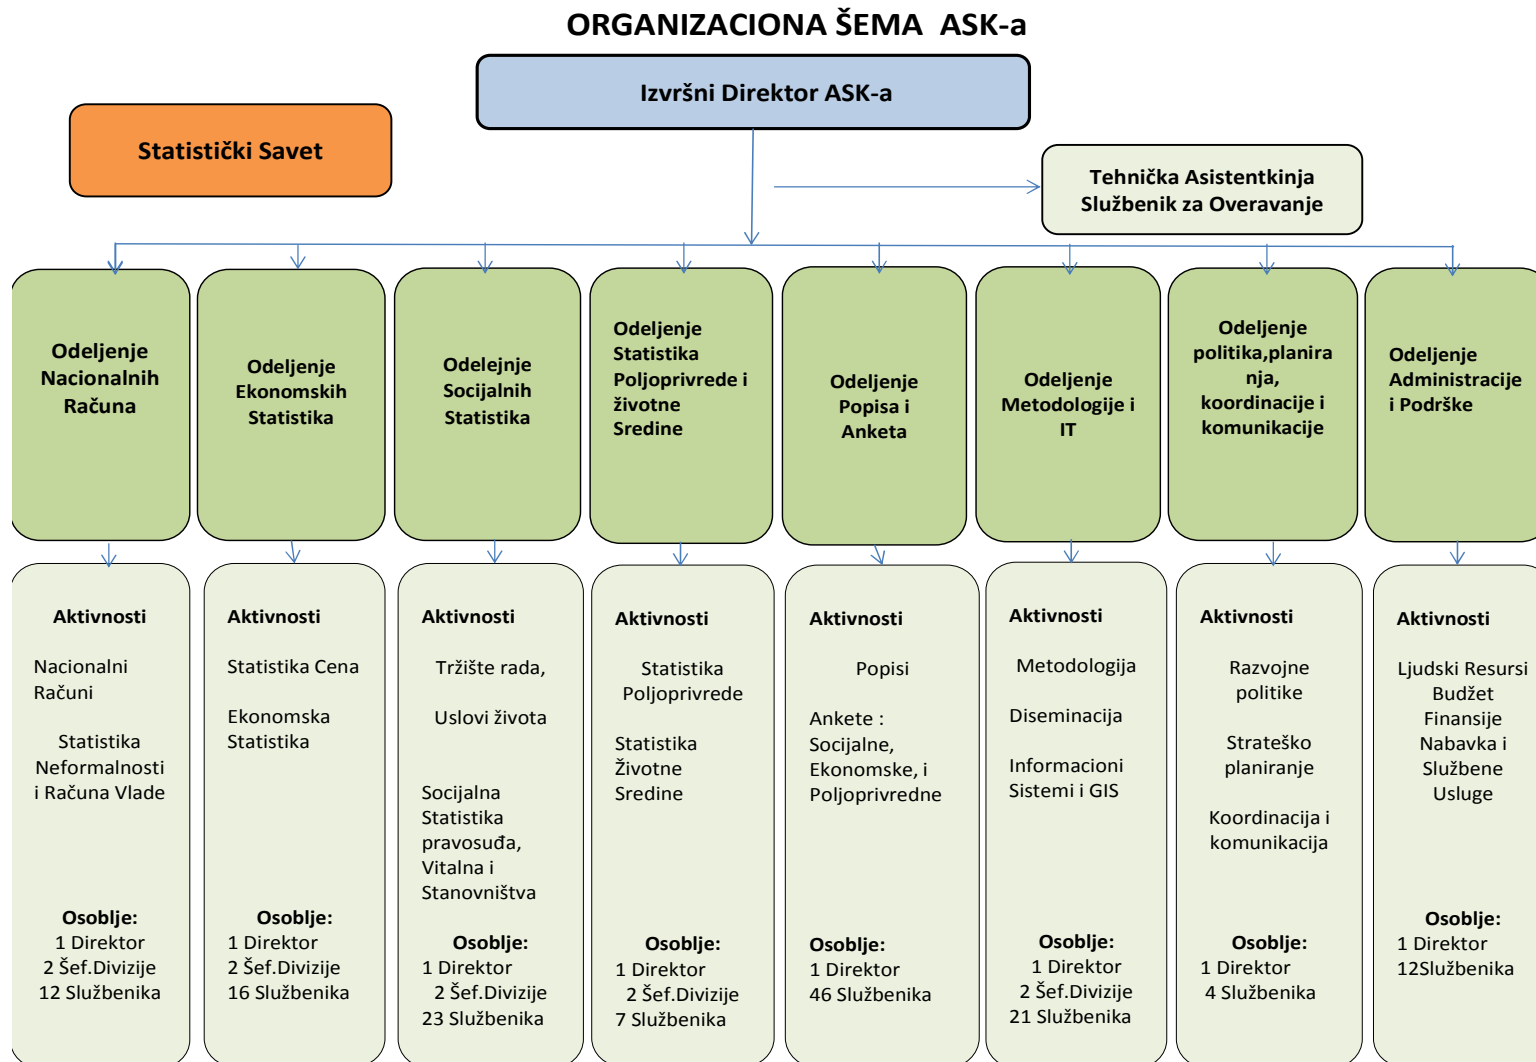 ORGANIZACIONA ŠEMA ASK-a
Izvršni Direktor ASK-a
Statistički Savet
Tehnička Asistentkinja
Službenik za Overavanje
Odeljenje
Nacionalnih
Računa
Odeljenje
Ekonomskih
Statistika
Odelejnje
Socijalnih
Statistika
Odeljenje
Statistika
Poljoprivrede i
životne
Sredine
Odeljenje
Popisa i
Anketa
Odeljenje
Metodologije i
IT
Odeljenje
politika,planira
nja,
koordinacije i
komunikacije
Odeljenje
Administracije
i Podrške
Aktivnosti
Nacionalni
Računi
Statistika
Neformalnosti
i Računa Vlade
Osoblje:
1 Direktor
2 Šef.Divizije
12 Službenika
Aktivnosti
Statistika Cena
Ekonomska
Statistika
Osoblje:
1 Direktor
2 Šef.Divizije
16 Službenika
Aktivnosti
Tržište rada,
Uslovi života
Socijalna
Statistika
pravosuđa,
Vitalna i
Stanovništva
Osoblje:
1 Direktor
2 Šef.Divizije
23 Službenika
Aktivnosti
Statistika
Poljoprivrede
Statistika
Životne
Sredine
Osoblje:
1 Direktor
2 Šef.Divizije
7 Službenika
Aktivnosti
Popisi
Ankete :
Socijalne,
Ekonomske, i
Poljoprivredne
Osoblje:
1 Direktor
46 Službenika
Aktivnosti
Metodologija
Diseminacija
Informacioni
Sistemi i GIS
Osoblje:
1 Direktor
2 Šef.Divizije
21 Službenika
Aktivnosti
Razvojne
politike
Strateško
planiranje
Koordinacija i
komunikacija
Osoblje:
1 Direktor
4 Službenika
Aktivnosti
Ljudski Resursi
Budžet
Finansije
Nabavka i
Službene
Usluge
Osoblje:
1 Direktor
12Službenika